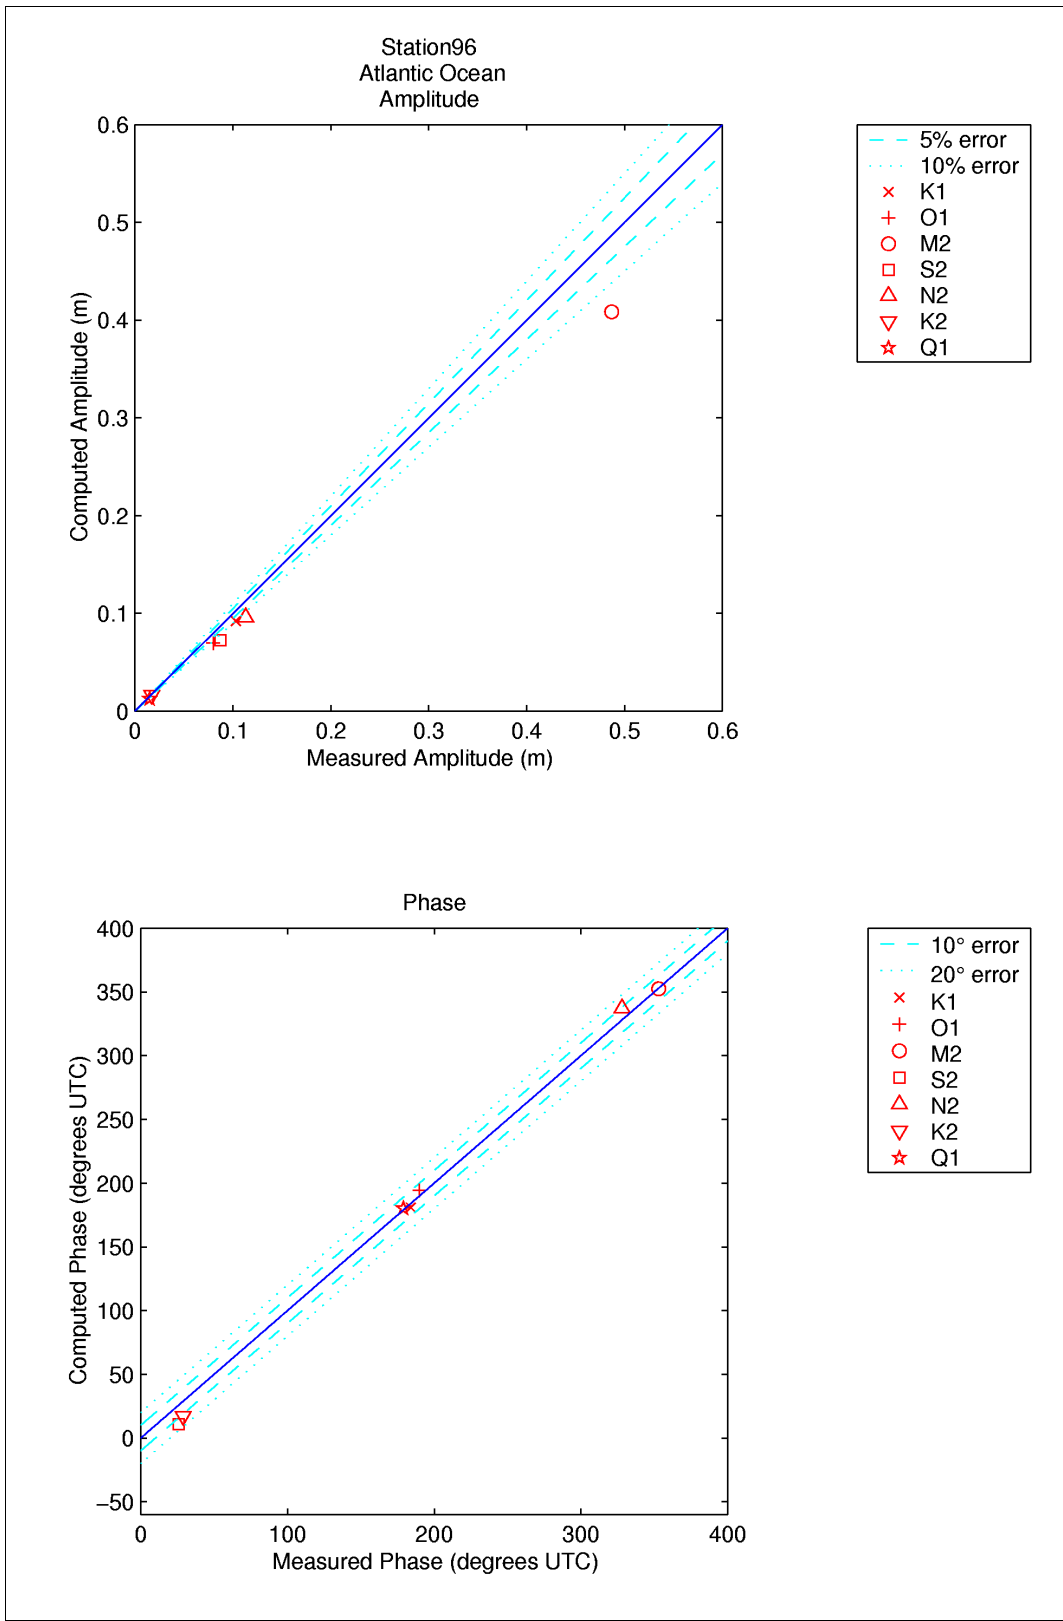 Station96
Atlantic Ocean
Amplitude
0.6
0.5
0.4
0.3
0.2
0.1
0
Computed Amplitude (m)
0 0.1 0.2 0.3 0.4 0.5 0.6
Measured Amplitude (m)
5% error
10% error
K1
O1
M2
S2
N2
K2
Q1
Phase
400
350
300
250
200
150
100
50
0
−50
Computed Phase (degrees UTC)
0 100 200 300 400
Measured Phase (degrees UTC)
10° error
20° error
K1
O1
M2
S2
N2
K2
Q1